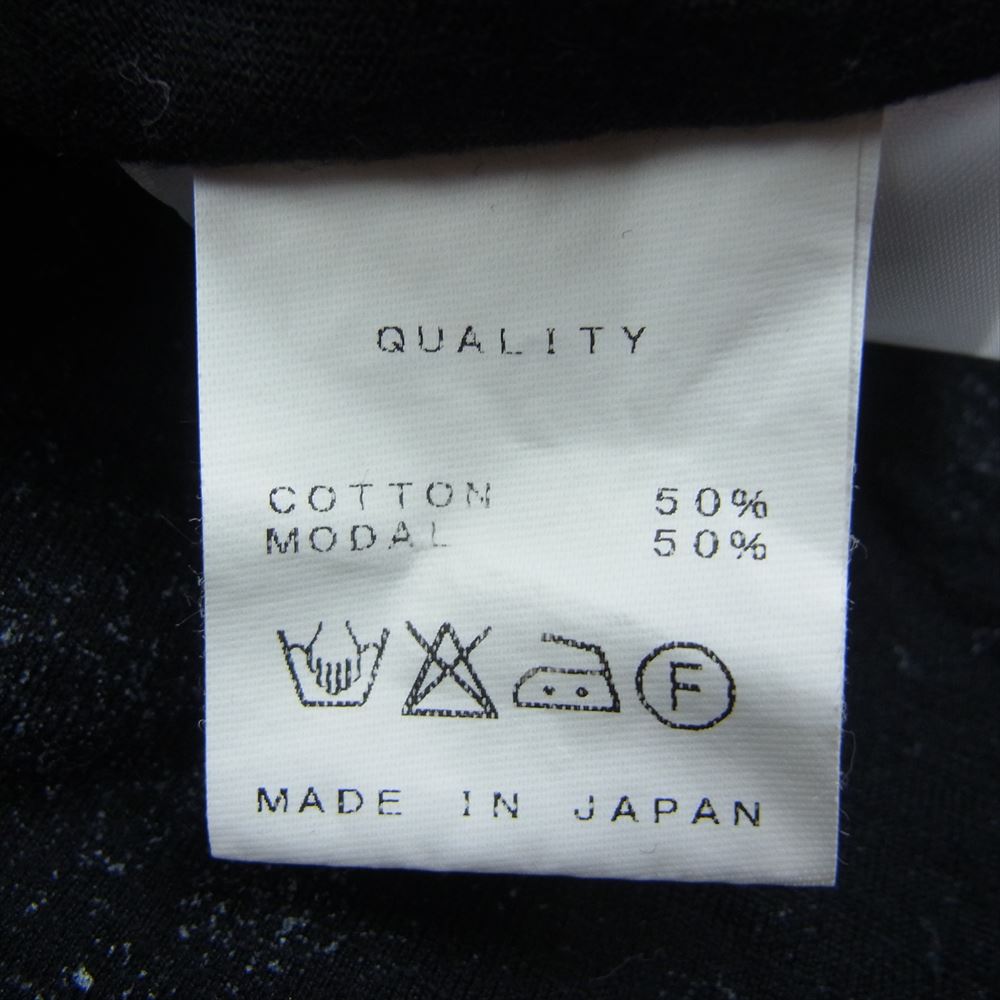 QUALITY
COTTON 50%
MODAL 50%
F
MADE IN JAPAN